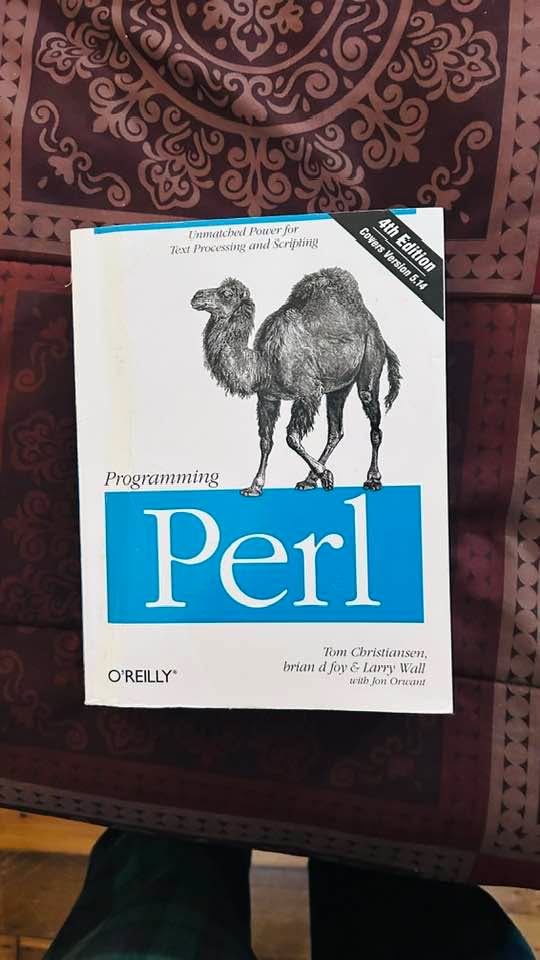 Unmatched Power for
Text Processing and Scripting
4th Edition
Covers Version 5.14
Programming
Perl
Tom Christiansen,
brian d foy & Larry Wall
with Jon Orwant
O'REILLY®